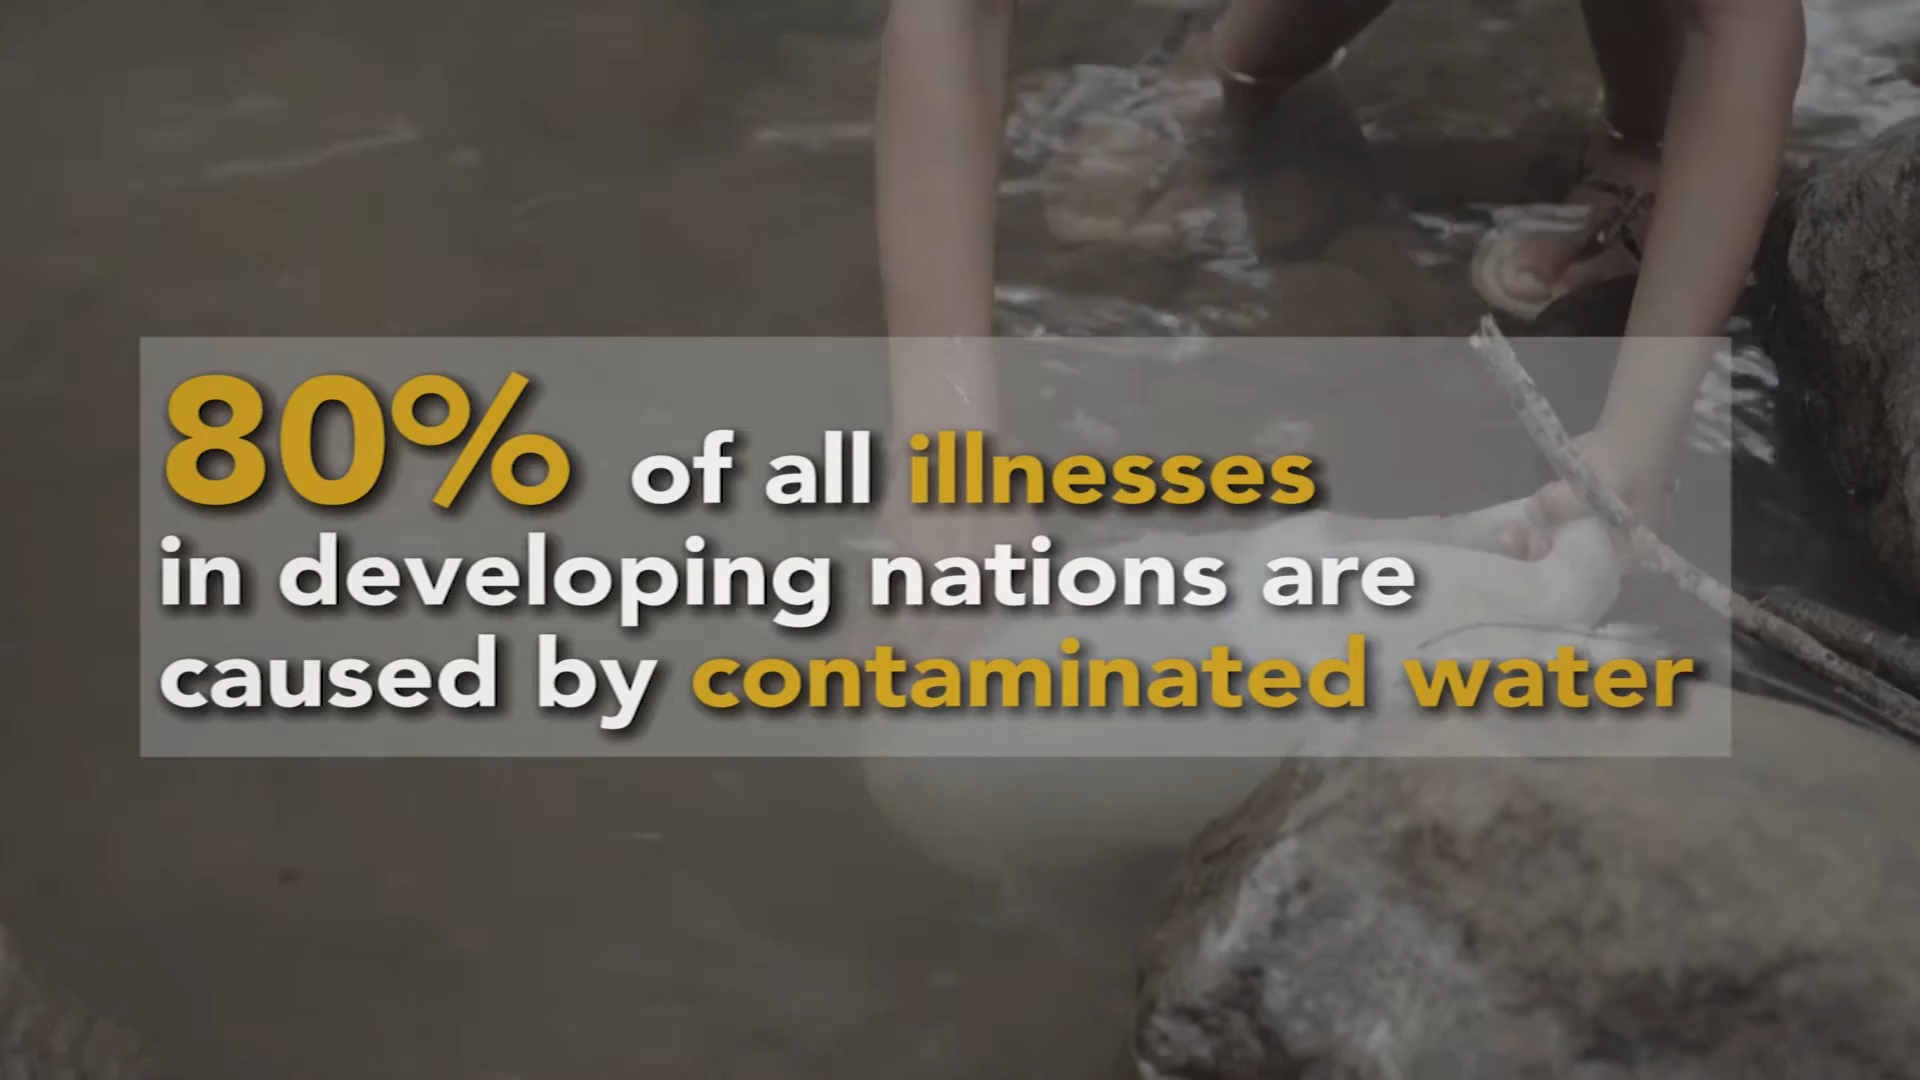 80% of all illnesses
in developing nations are
caused by contaminated water